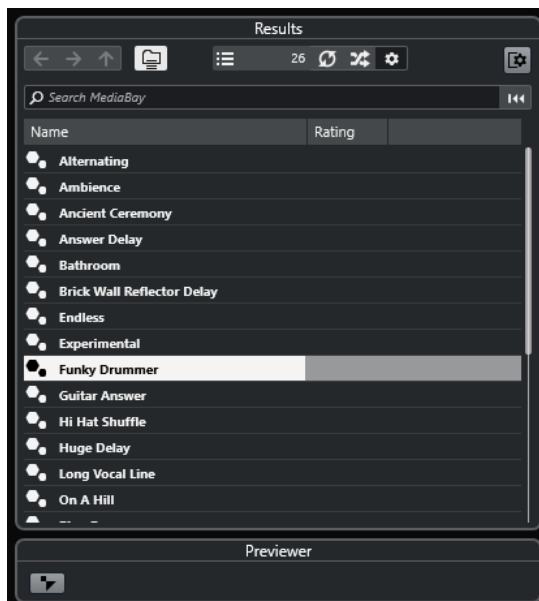 Results
26
Search MediaBay
Name Rating
Alternating
Ambience
Ancient Ceremony
Answer Delay
Bathroom
Brick Wall Reflector Delay
Endless
Experimental
Funky Drummer
Guitar Answer
Hi Hat Shuffle
Huge Delay
Long Vocal Line
On A Hill
Previewer